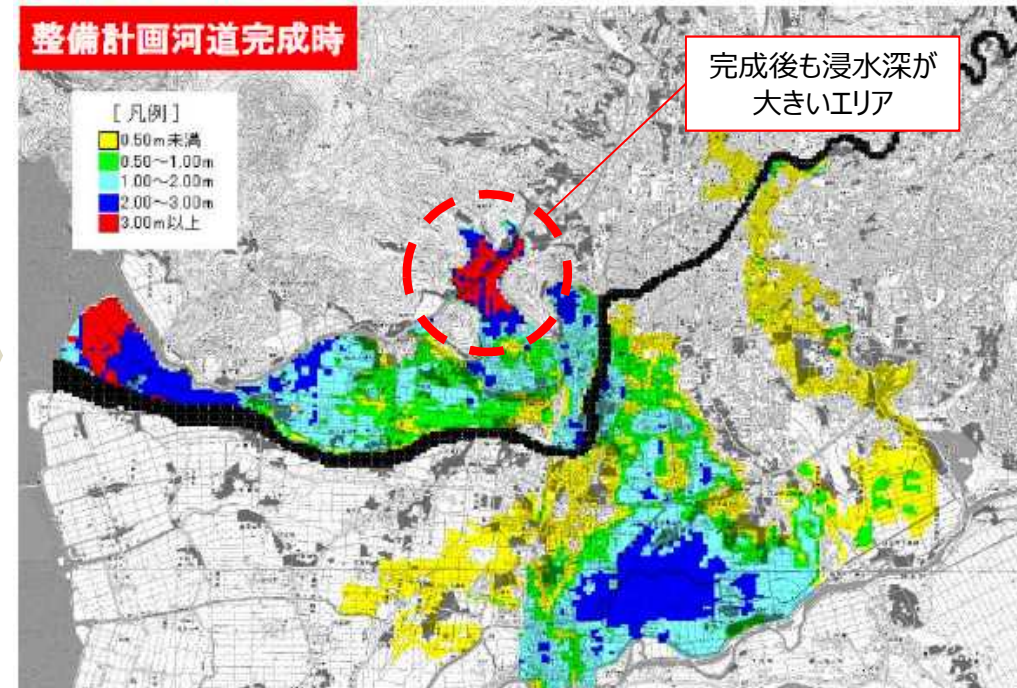 整備計画河道完成時
完成後も浸水深が
大きいエリア
[ 凡例 ]
0.50m未満
0.50～1.00m
1.00～2.00m
2.00～3.00m
3.00m以上